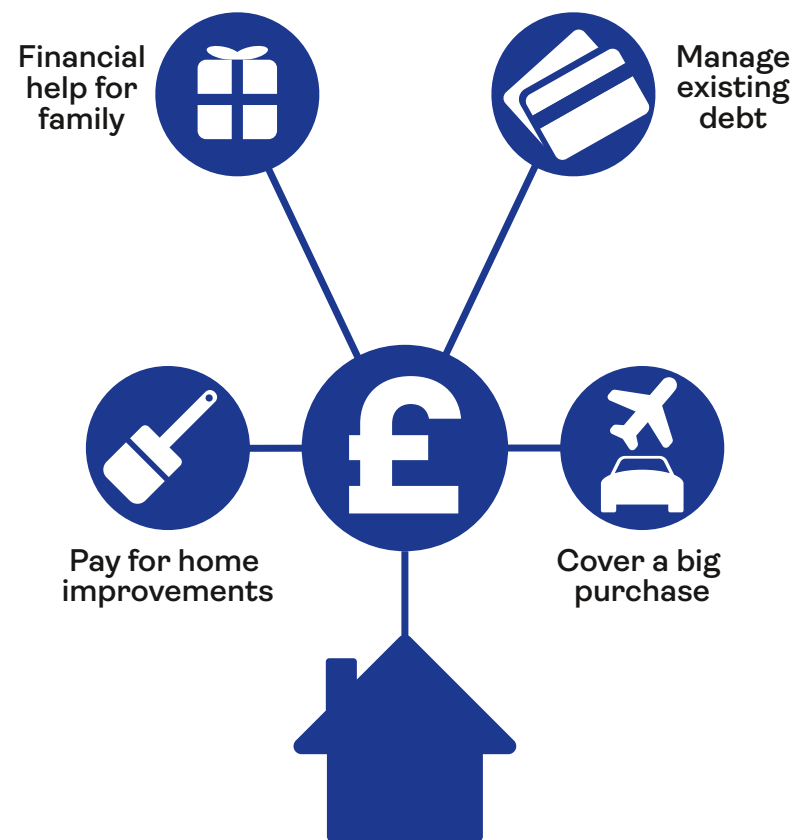 Financial
help for
family
Manage
existing
debt
£
Pay for home
improvements
Cover a big
purchase